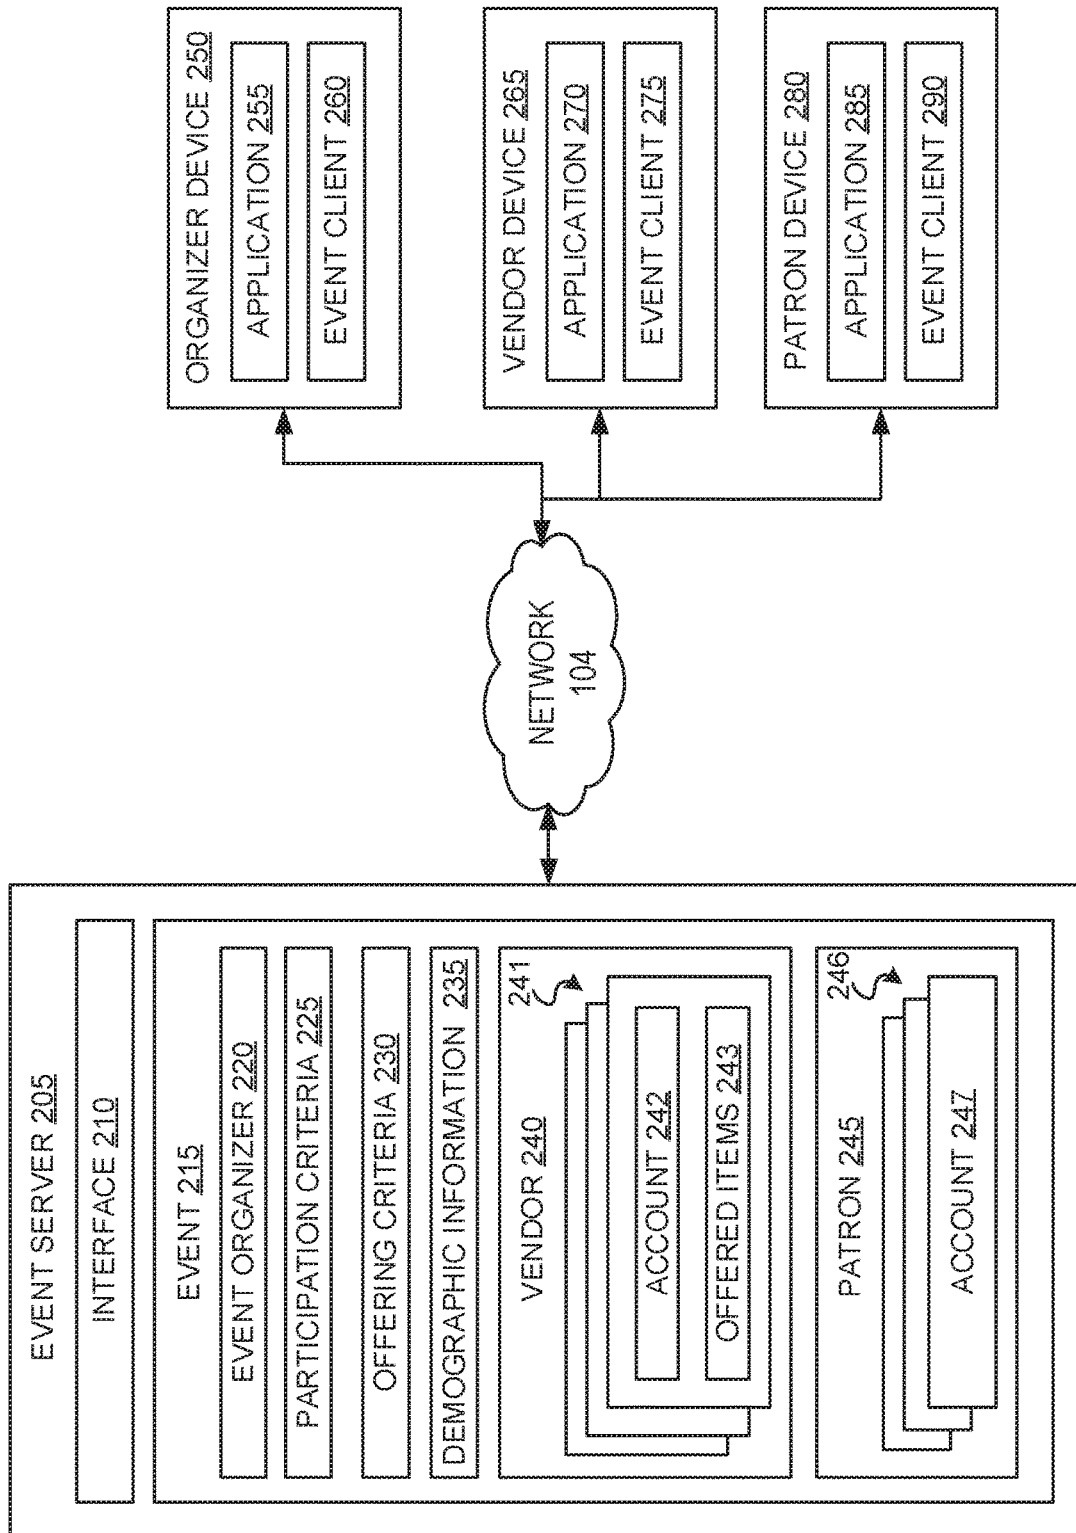 EVENT SERVER 205
INTERFACE 210
EVENT 215
EVENT ORGANIZER 220
PARTICIPATION CRITERIA 225
OFFERING CRITERIA 230
DEMOGRAPHIC INFORMATION 235
VENDOR 240
241
ACCOUNT 242
OFFERED ITEMS 243
PATRON 245
246
ACCOUNT 247
NETWORK
104
ORGANIZER DEVICE 250
APPLICATION 255
EVENT CLIENT 260
VENDOR DEVICE 265
APPLICATION 270
EVENT CLIENT 275
PATRON DEVICE 280
APPLICATION 285
EVENT CLIENT 290